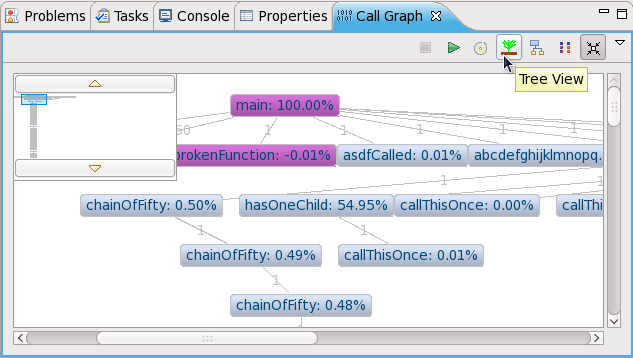 Problems Tasks Console Properties Call Graph
Tree View
main: 100.00%
50 1 1 1 1
brokenFunction: -0.01% asdfCalled: 0.01% abcdefghijklmnopq.
1 1
chainOfFifty: 0.50% hasOneChild: 54.95% callThisOnce: 0.00% callThi
1 1
chainOfFifty: 0.49% callThisOnce: 0.01%
1
chainOfFifty: 0.48%